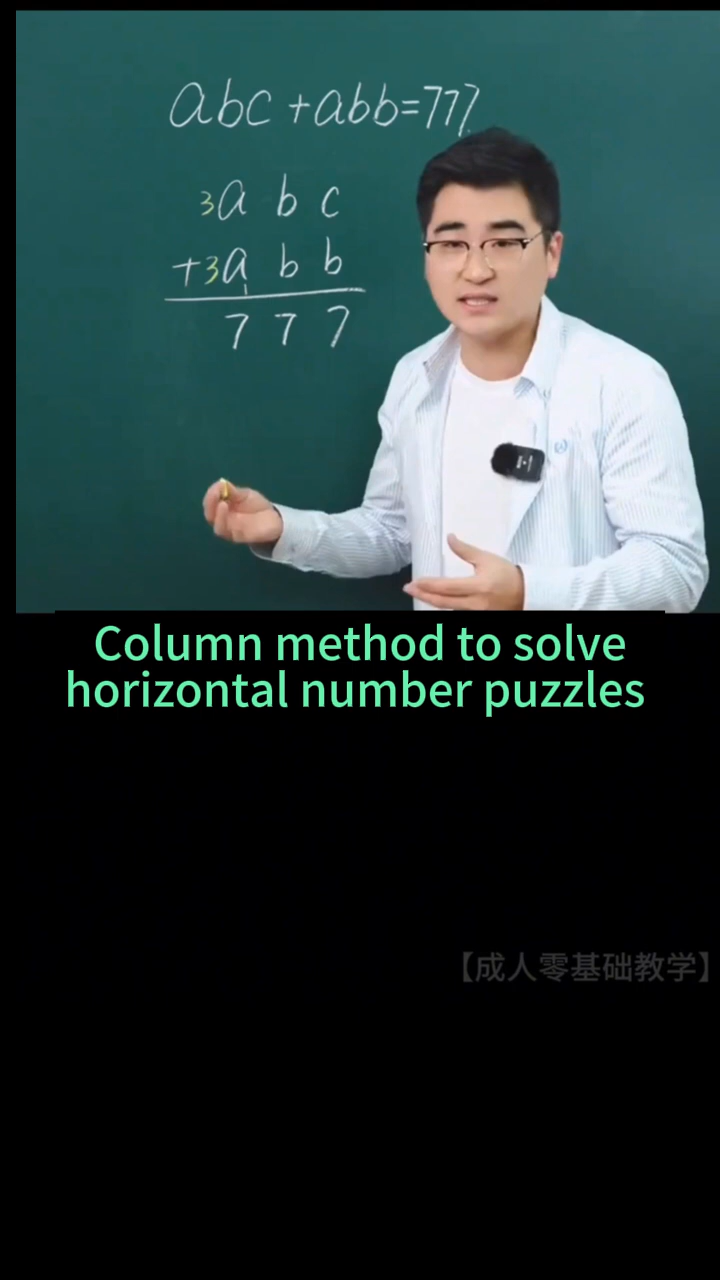 abc+abb=777
3a b c
+3a b b
1
7 7 7
Column method to solve
horizontal number puzzles
【成人零基础教学】